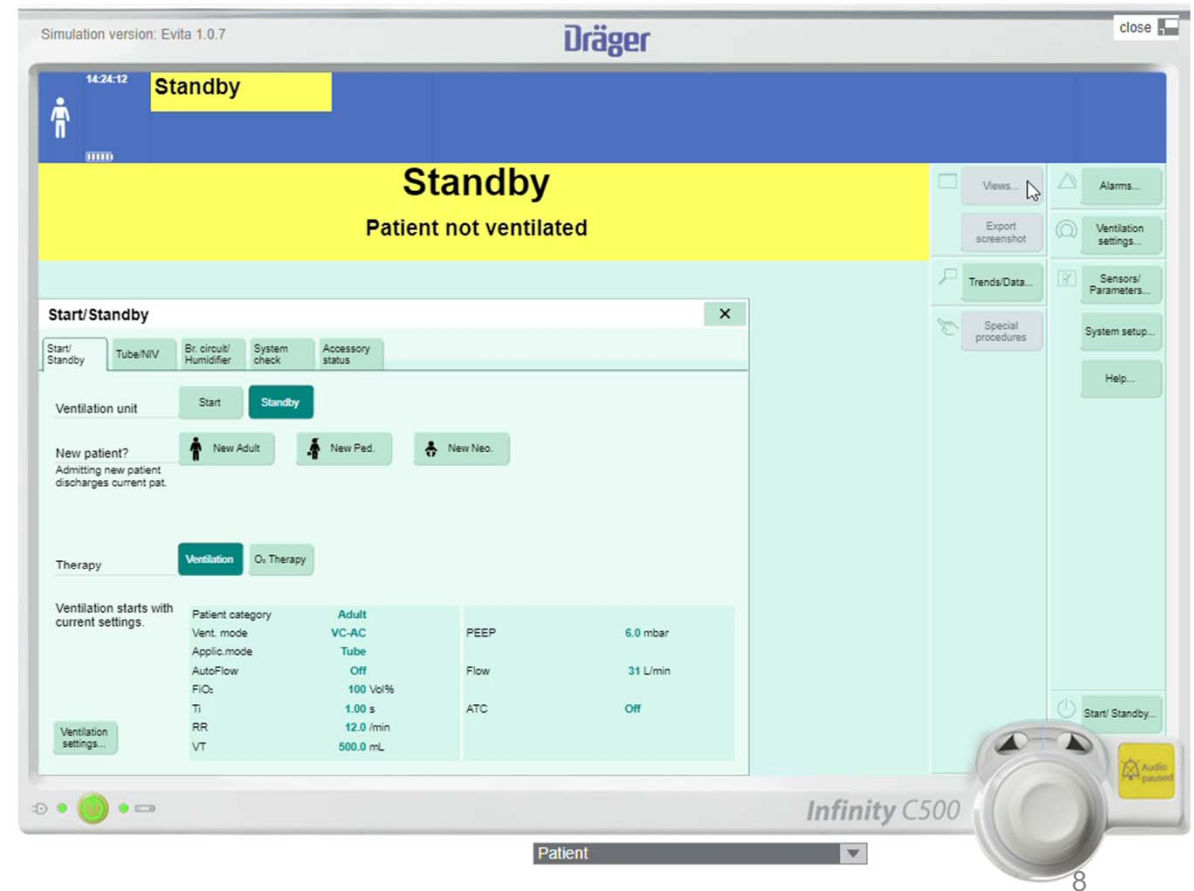 Simulation version: Evita 1.0.7
Dräger
close
14:24:12
Standby
Standby
Patient not ventilated
Views...
Alarms...
Export
screenshot
Ventilation
settings...
Trends/Data...
Sensors/
Parameters...
Special
procedures
System setup...
Help...
Start/Standby
×
Start/
Standby
Tube/NIV
Br. circuit/
Humidifier
System
check
Accessory
status
Ventilation unit
Start
Standby
New patient?
New Adult
New Ped.
New Neo.
Admitting new patient
discharges current pat.
Therapy
Ventilation
O₂ Therapy
Ventilation starts with
current settings.
Patient category Adult
Vent. mode VC-AC PEEP 6.0 mbar
Applic.mode Tube
AutoFlow Off Flow 31 L/min
FiO₂ 100 Vol%
Ti 1.00 s ATC Off
RR 12.0 /min
VT 500.0 mL
Ventilation
settings...
Start/ Standby...
Audio
paused
Infinity C500
Patient
8